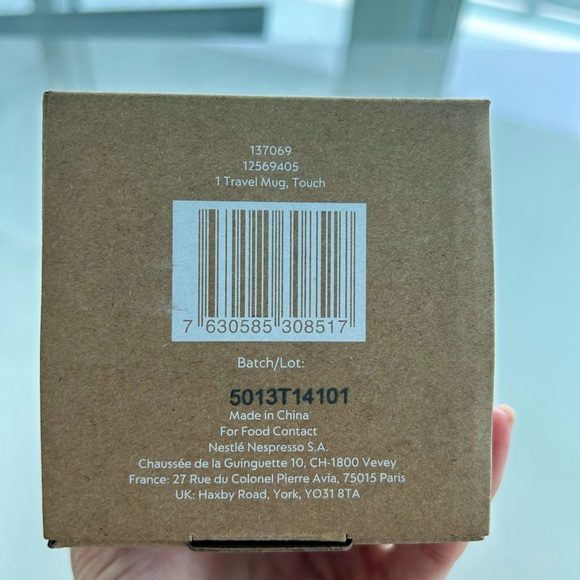 137069
12569405
1 Travel Mug, Touch
7 630585 308517
Batch/Lot:
5013T14101
Made in China
For Food Contact
Nestlé Nespresso S.A.
Chaussée de la Guinguette 10, CH-1800 Vevey
France: 27 Rue du Colonel Pierre Avia, 75015 Paris
UK: Haxby Road, York, YO31 8TA